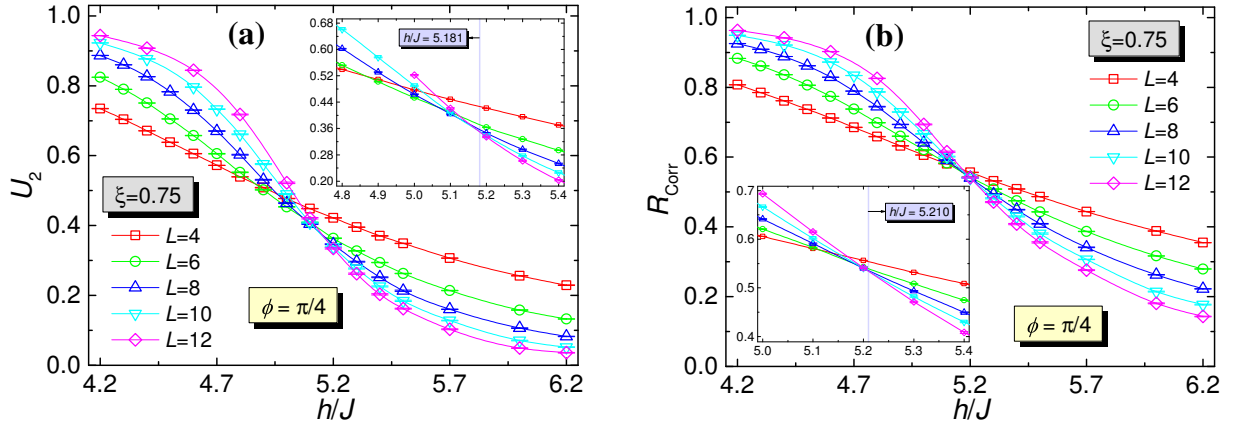 (a)
U2
1.0
0.8
0.6
0.4
0.2
0.0
4.2 4.7 5.2 5.7 6.2
h/J
ξ=0.75
L=4
L=6
L=8
L=10
L=12
ϕ = π/4
h/J = 5.181
0.68
0.60
0.52
0.44
0.36
0.28
0.20
4.8 4.9 5.0 5.1 5.2 5.3 5.4
(b)
RCorr
1.0
0.8
0.6
0.4
0.2
0.0
4.2 4.7 5.2 5.7 6.2
h/J
ξ=0.75
L=4
L=6
L=8
L=10
L=12
h/J = 5.210
0.7
0.6
0.5
0.4
5.0 5.1 5.2 5.3 5.4
ϕ = π/4